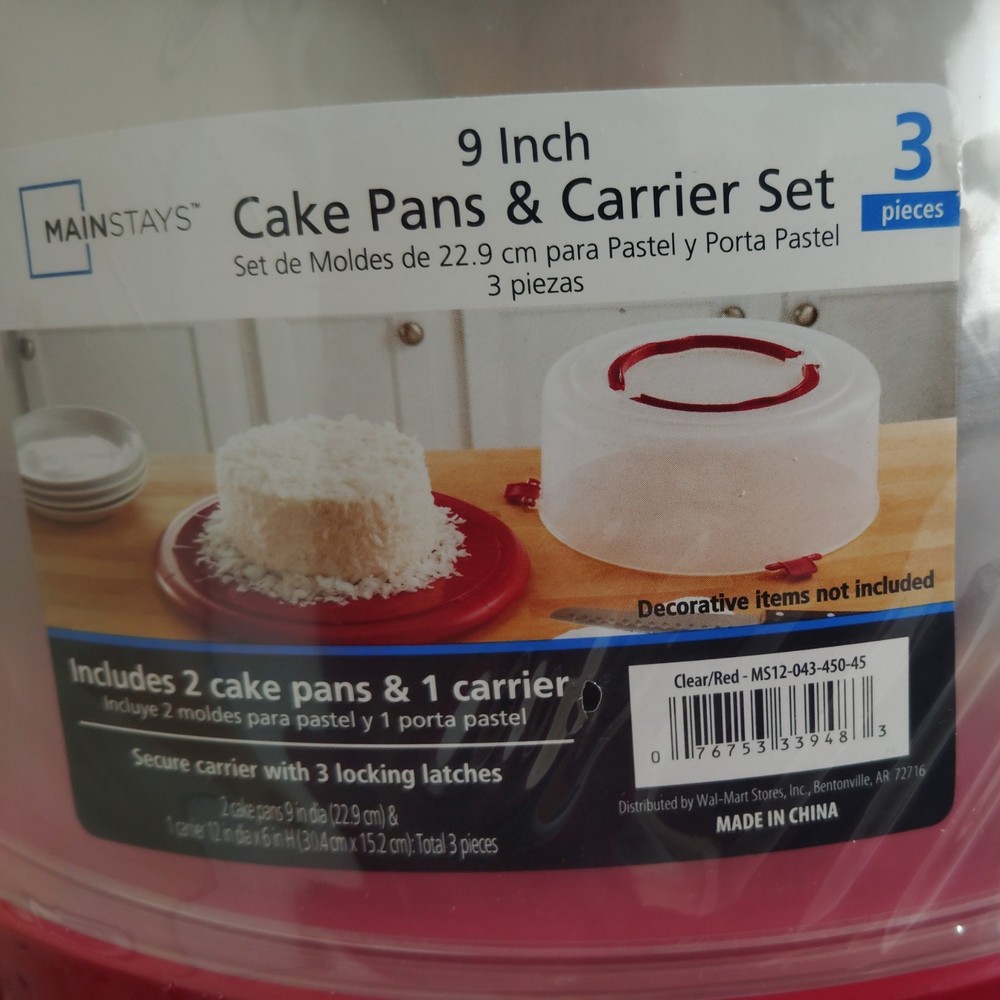 9 Inch
3
MAINSTAYS™
Cake Pans & Carrier Set
pieces
Set de Moldes de 22.9 cm para Pastel y Porta Pastel
3 piezas
Decorative items not included
Includes 2 cake pans & 1 carrier
Incluye 2 moldes para pastel y 1 porta pastel
Secure carrier with 3 locking latches
2 cake pans 9 in dia (22.9 cm) &
1 carrier 12 in dia x 6 in H (30.4 cm x 15.2 cm): Total 3 pieces
Clear/Red - MS12-043-450-45
0 76753 33948 3
Distributed by Wal-Mart Stores, Inc., Bentonville, AR 72716
MADE IN CHINA